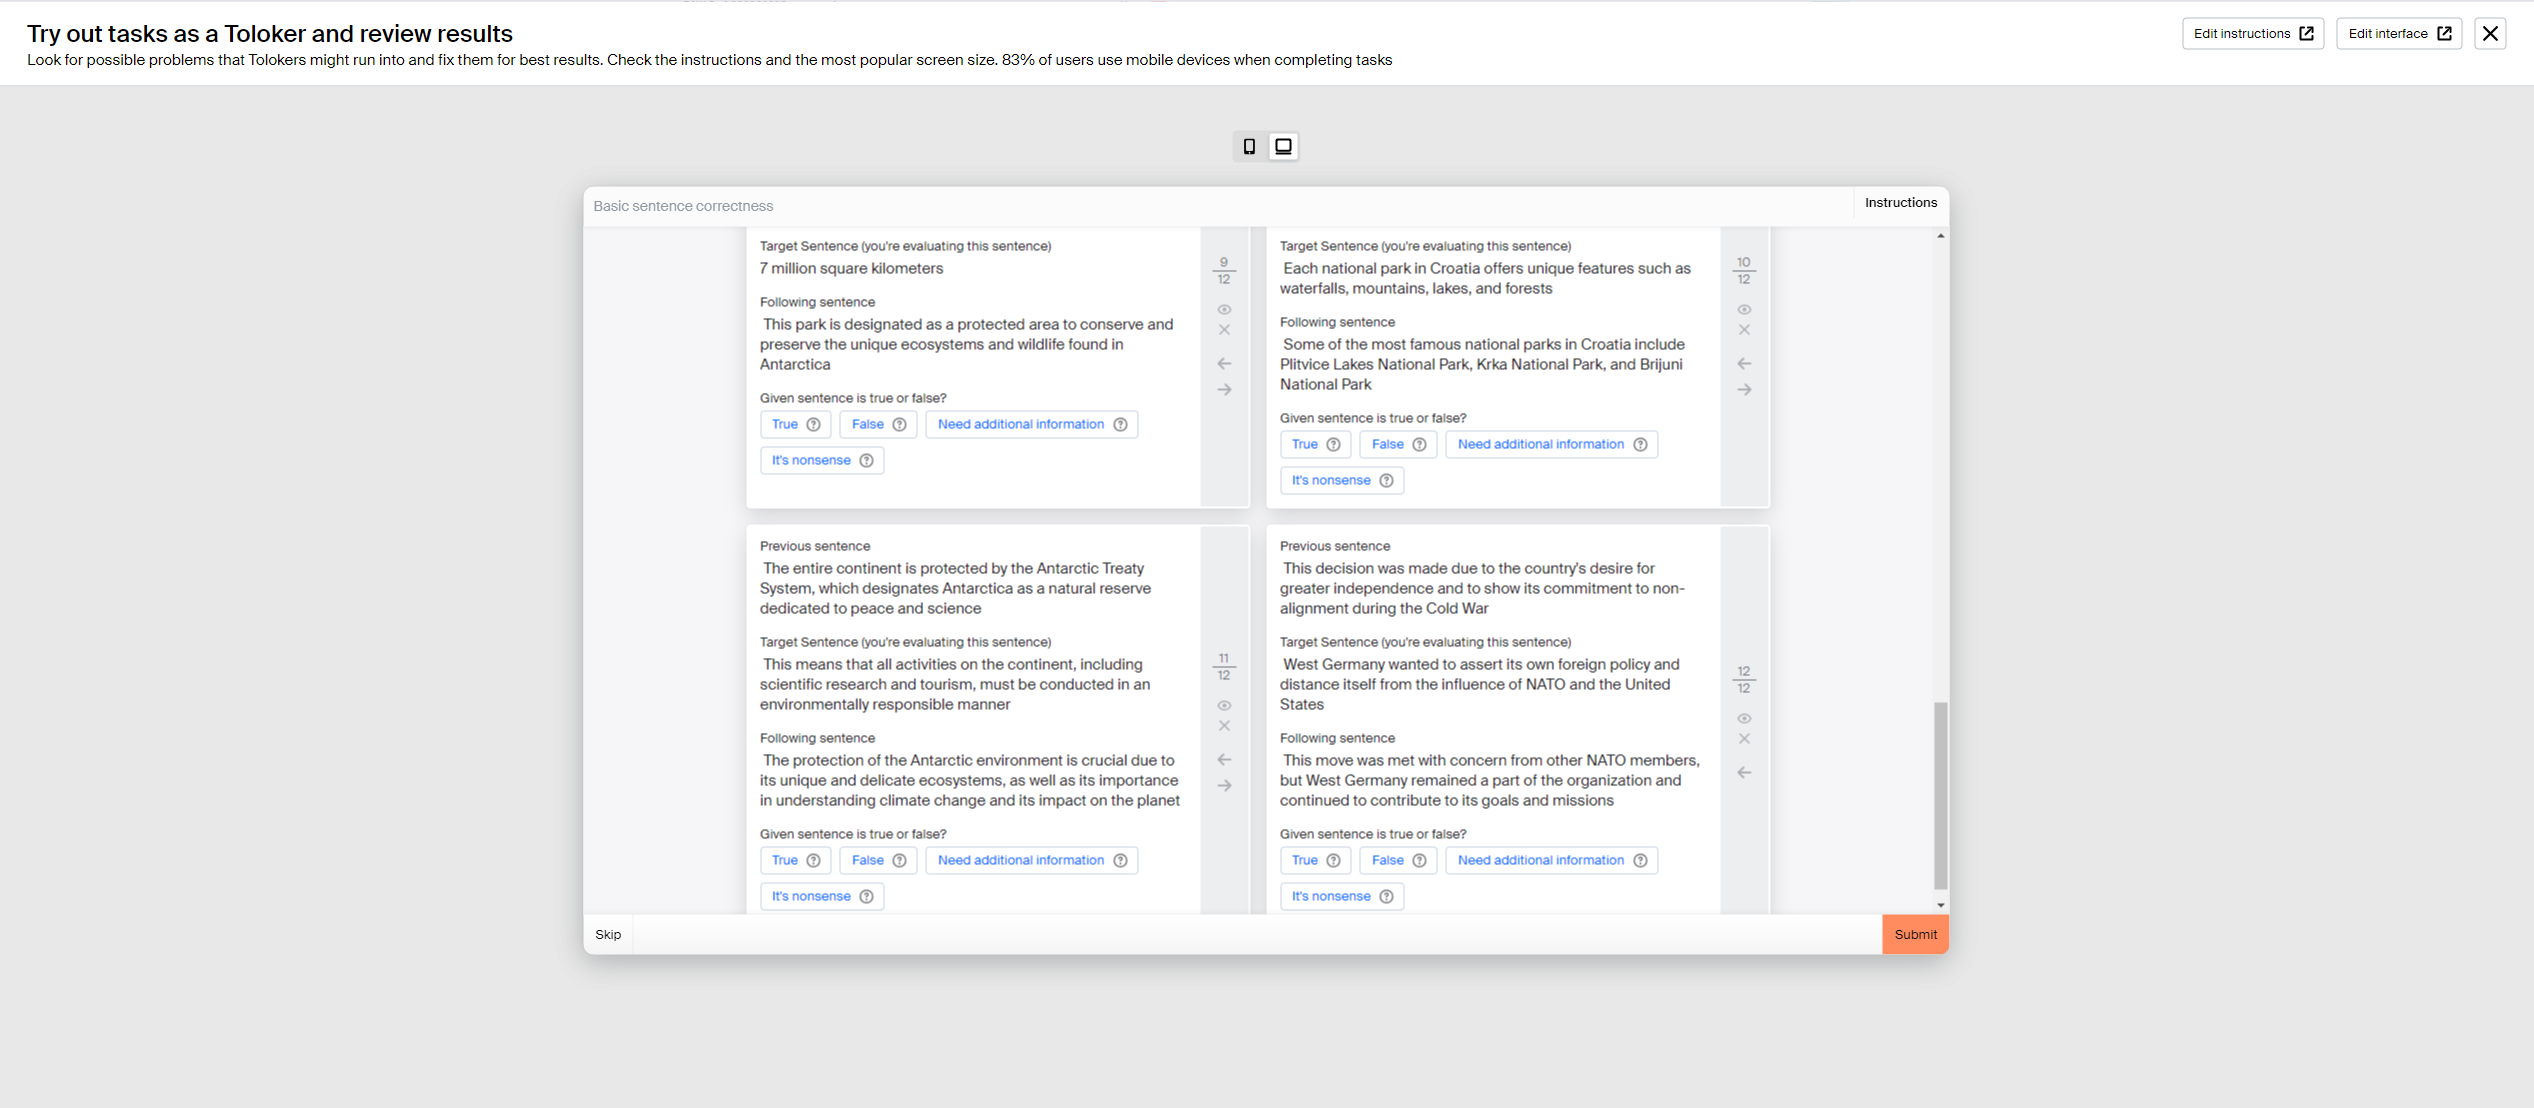 Try out tasks as a Toloker and review results
Look for possible problems that Tolokers might run into and fix them for best results. Check the instructions and the most popular screen size. 83% of users use mobile devices when completing tasks
Edit instructions
Edit interface
Basic sentence correctness
Instructions
Target Sentence (you're evaluating this sentence)
7 million square kilometers
Following sentence
This park is designated as a protected area to conserve and
preserve the unique ecosystems and wildlife found in
Antarctica
Given sentence is true or false?
True
False
Need additional information
It's nonsense
9
12
Target Sentence (you're evaluating this sentence)
Each national park in Croatia offers unique features such as
waterfalls, mountains, lakes, and forests
Following sentence
Some of the most famous national parks in Croatia include
Plitvice Lakes National Park, Krka National Park, and Brijuni
National Park
Given sentence is true or false?
True
False
Need additional information
It's nonsense
10
12
Previous sentence
The entire continent is protected by the Antarctic Treaty
System, which designates Antarctica as a natural reserve
dedicated to peace and science
Target Sentence (you're evaluating this sentence)
This means that all activities on the continent, including
scientific research and tourism, must be conducted in an
environmentally responsible manner
Following sentence
The protection of the Antarctic environment is crucial due to
its unique and delicate ecosystems, as well as its importance
in understanding climate change and its impact on the planet
Given sentence is true or false?
True
False
Need additional information
It's nonsense
11
12
Previous sentence
This decision was made due to the country's desire for
greater independence and to show its commitment to non-
alignment during the Cold War
Target Sentence (you're evaluating this sentence)
West Germany wanted to assert its own foreign policy and
distance itself from the influence of NATO and the United
States
Following sentence
This move was met with concern from other NATO members,
but West Germany remained a part of the organization and
continued to contribute to its goals and missions
Given sentence is true or false?
True
False
Need additional information
It's nonsense
12
12
Skip
Submit